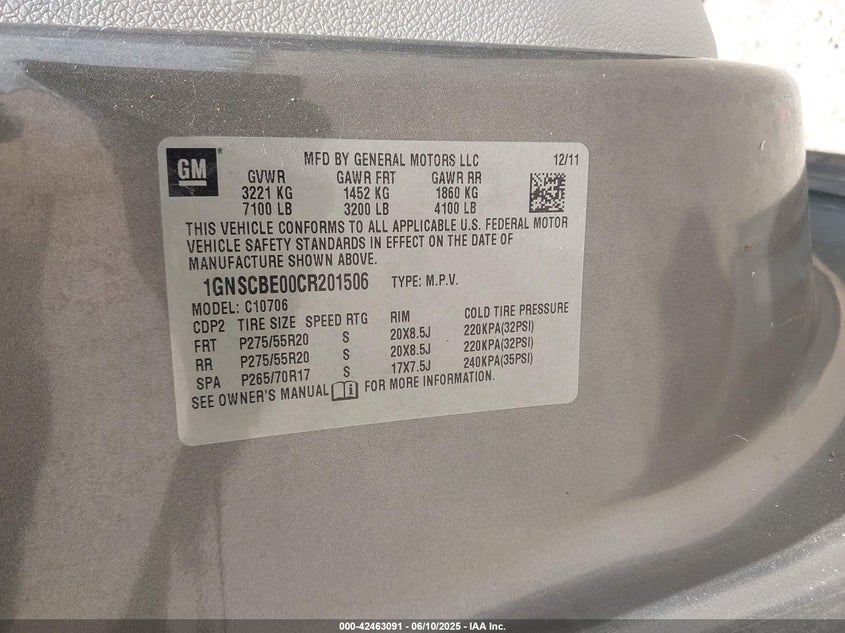 GM
MFD BY GENERAL MOTORS LLC 12/11
GVWR GAWR FRT GAWR RR
3221 KG 1452 KG 1860 KG
7100 LB 3200 LB 4100 LB
THIS VEHICLE CONFORMS TO ALL APPLICABLE U.S. FEDERAL MOTOR
VEHICLE SAFETY STANDARDS IN EFFECT ON THE DATE OF
MANUFACTURE SHOWN ABOVE.
1GNSCBE00CR201506 TYPE: M.P.V.
MODEL: C10706
CDP2 TIRE SIZE SPEED RTG RIM COLD TIRE PRESSURE
FRT P275/55R20 S 20X8.5J 220KPA(32PSI)
RR P275/55R20 S 20X8.5J 220KPA(32PSI)
SPA P265/70R17 S 17X7.5J 240KPA(35PSI)
SEE OWNER'S MANUAL FOR MORE INFORMATION.
000-42463091 - 06/10/2025 - IAA Inc.